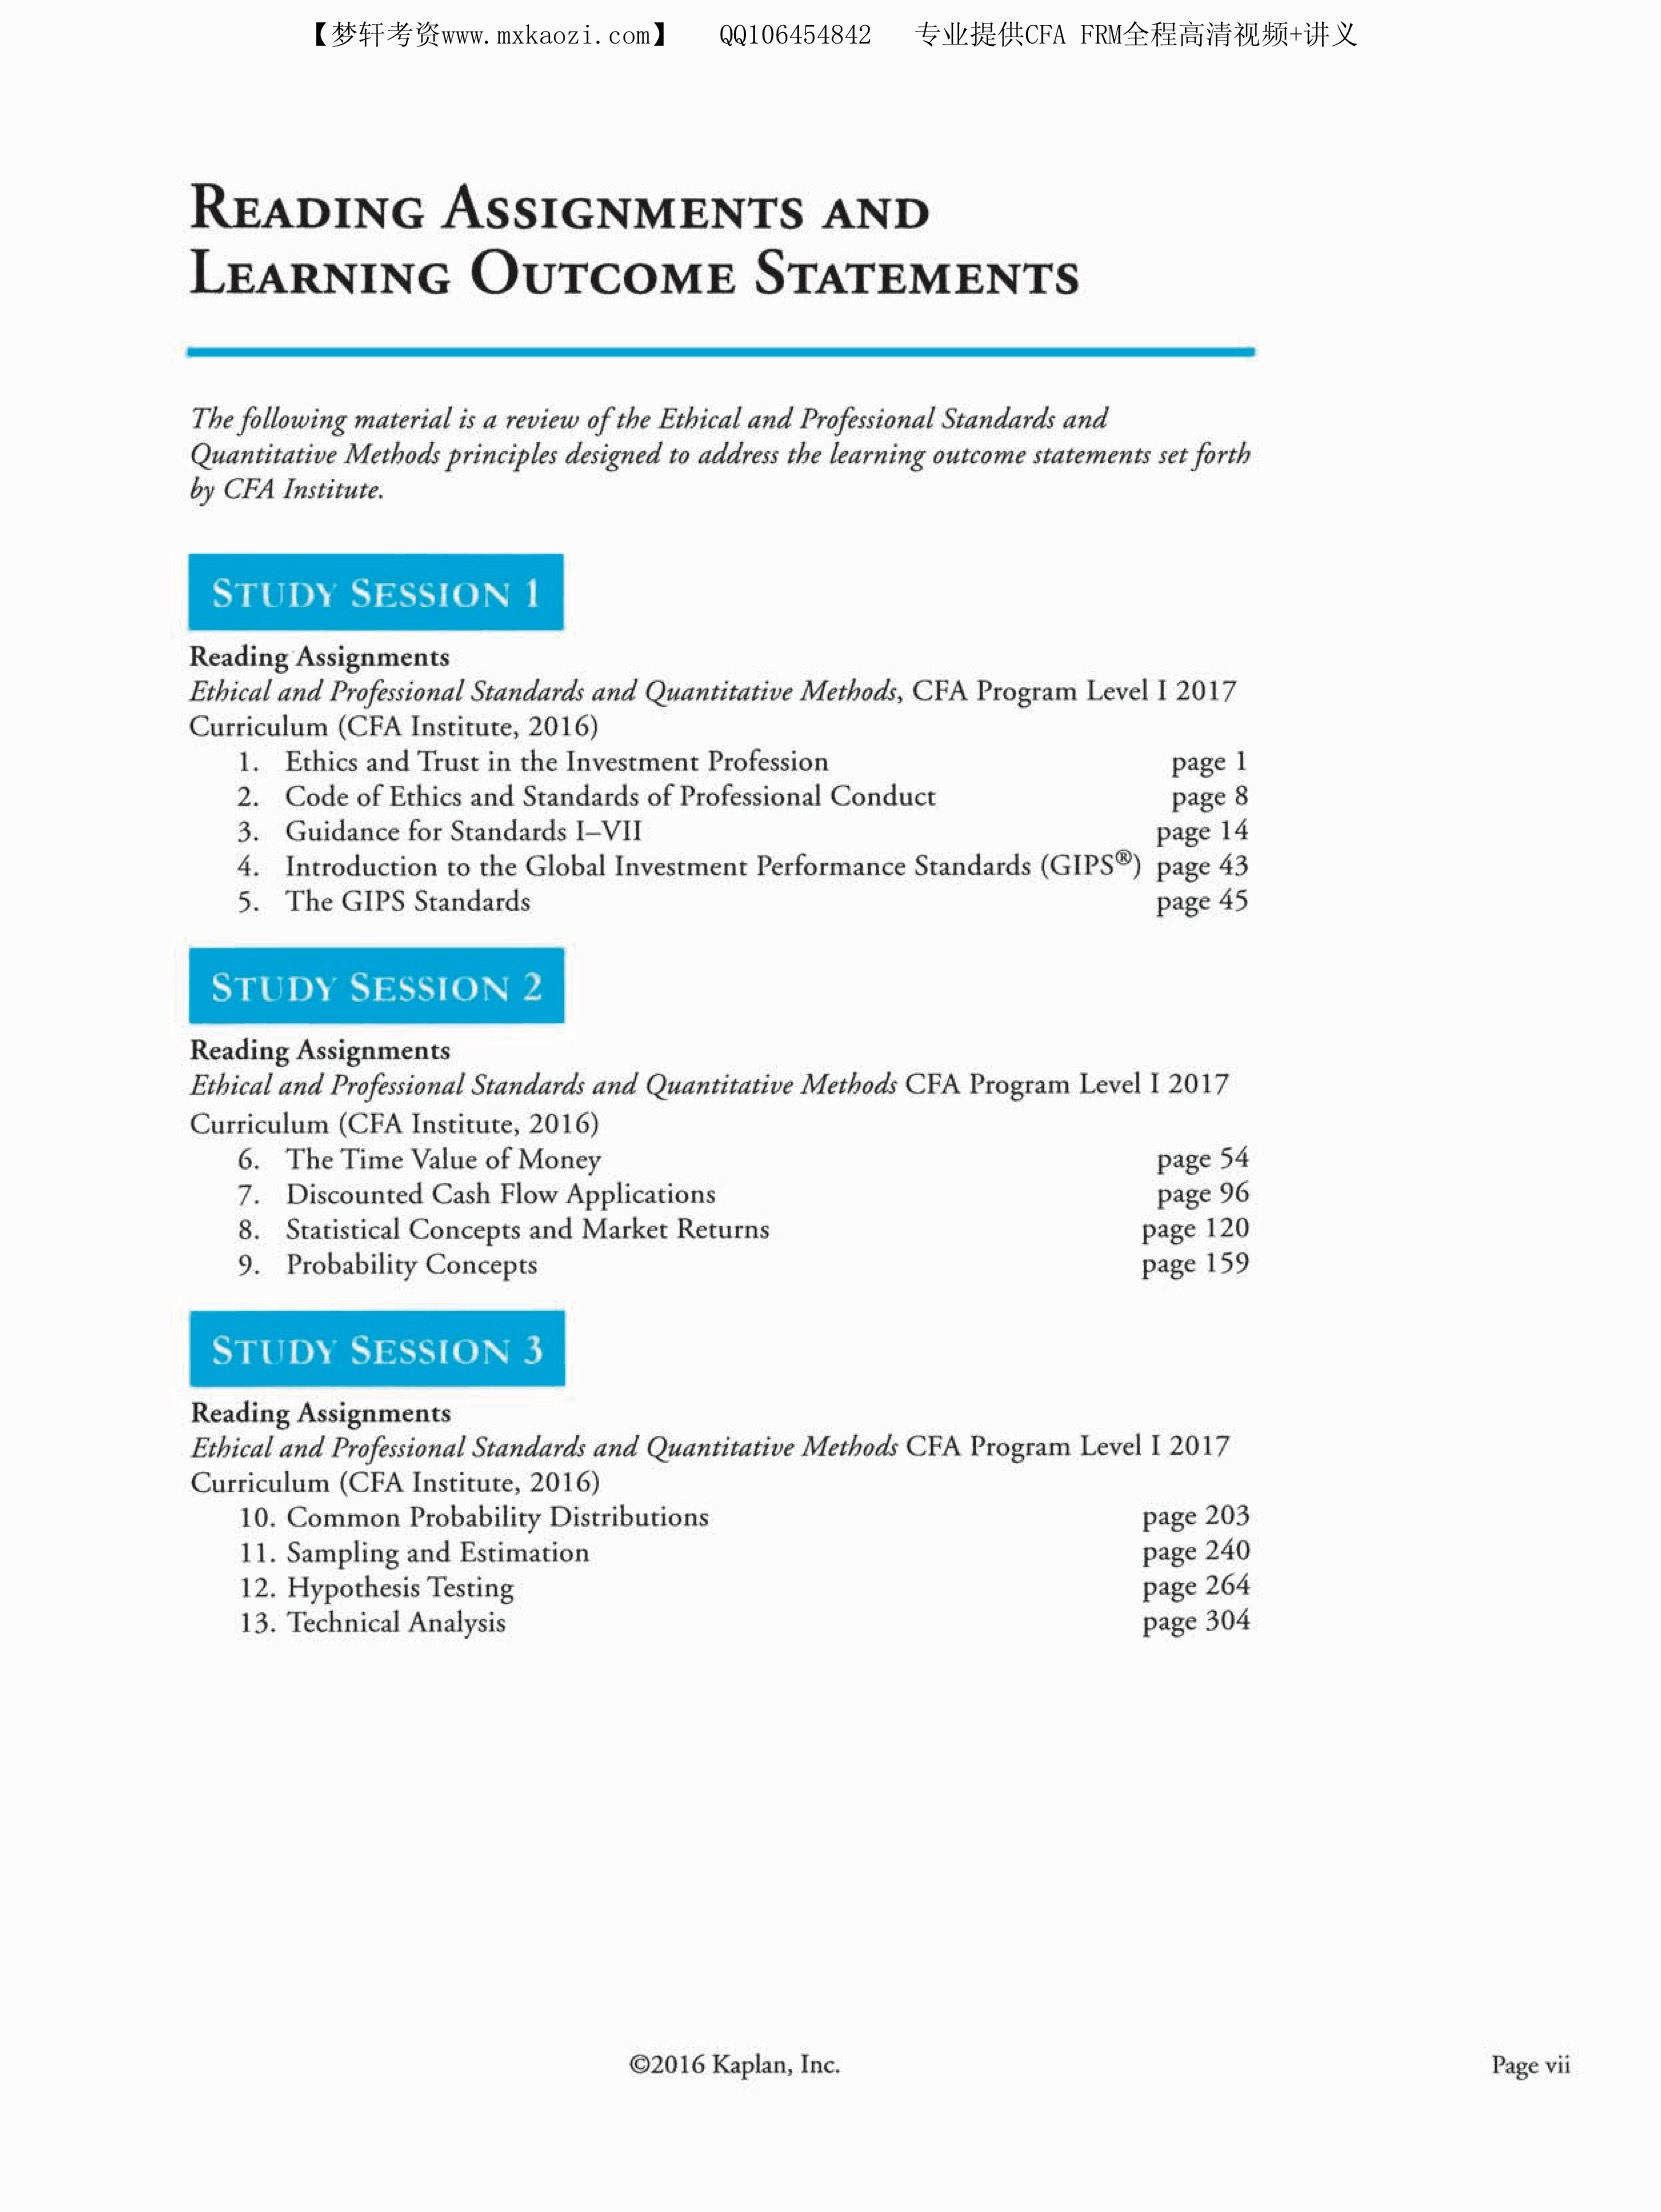 【梦轩考资www.mxkaozi.com】 QQ106454842 专业提供CFA FRM全程高清视频+讲义
READING ASSIGNMENTS AND
LEARNING OUTCOME STATEMENTS
The following material is a review of the Ethical and Professional Standards and
Quantitative Methods principles designed to address the learning outcome statements set forth
by CFA Institute.
STUDY SESSION 1
Reading Assignments
Ethical and Professional Standards and Quantitative Methods, CFA Program Level I 2017
Curriculum (CFA Institute, 2016)
1. Ethics and Trust in the Investment Profession page 1
2. Code of Ethics and Standards of Professional Conduct page 8
3. Guidance for Standards I–VII page 14
4. Introduction to the Global Investment Performance Standards (GIPS®) page 43
5. The GIPS Standards page 45
STUDY SESSION 2
Reading Assignments
Ethical and Professional Standards and Quantitative Methods CFA Program Level I 2017
Curriculum (CFA Institute, 2016)
6. The Time Value of Money page 54
7. Discounted Cash Flow Applications page 96
8. Statistical Concepts and Market Returns page 120
9. Probability Concepts page 159
STUDY SESSION 3
Reading Assignments
Ethical and Professional Standards and Quantitative Methods CFA Program Level I 2017
Curriculum (CFA Institute, 2016)
10. Common Probability Distributions page 203
11. Sampling and Estimation page 240
12. Hypothesis Testing page 264
13. Technical Analysis page 304
©2016 Kaplan, Inc. Page vii